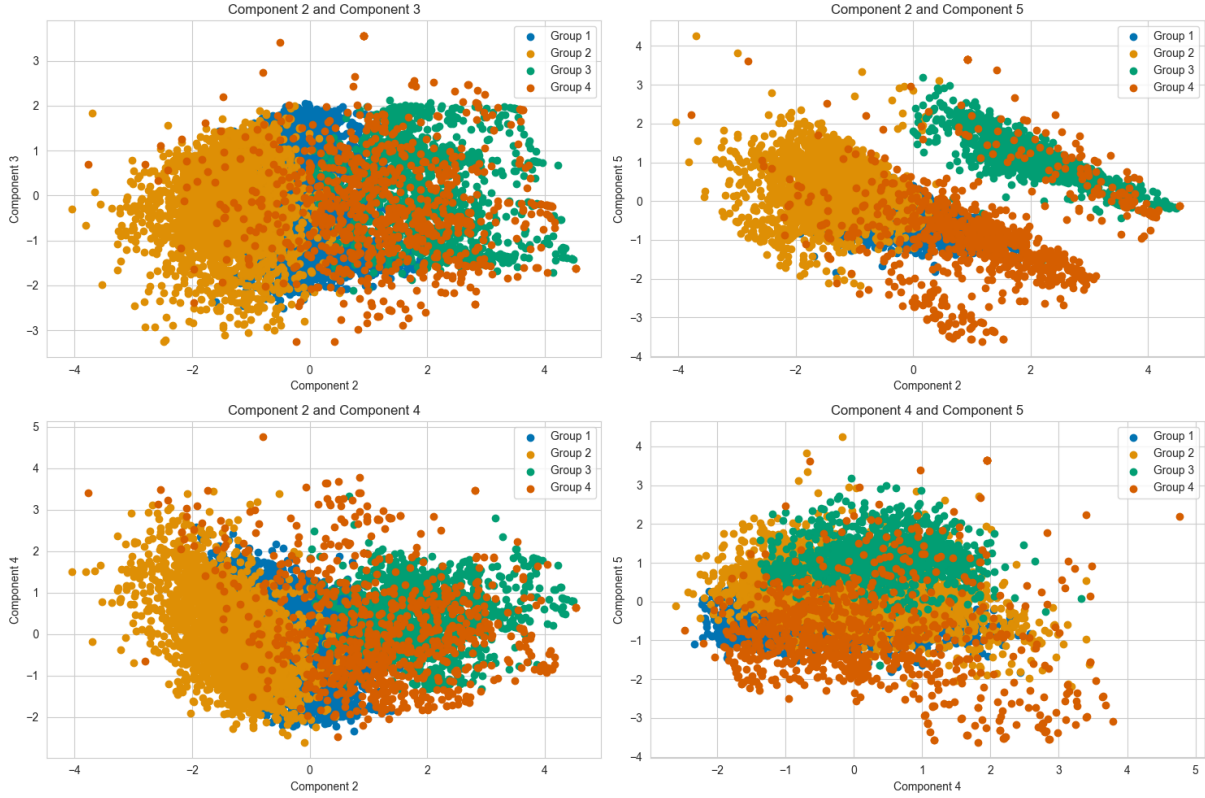 Component 2 and Component 3
Component 3
3
2
1
0
−1
−2
−3
Group 1
Group 2
Group 3
Group 4
−4
−2
0
2
4
Component 2
Component 2 and Component 5
Component 5
4
3
2
1
0
−1
−2
−3
−4
Group 1
Group 2
Group 3
Group 4
−4
−2
0
2
4
Component 2
Component 2 and Component 4
Component 4
5
4
3
2
1
0
−1
−2
Group 1
Group 2
Group 3
Group 4
−4
−2
0
2
4
Component 2
Component 4 and Component 5
Component 5
4
3
2
1
0
−1
−2
−3
−4
Group 1
Group 2
Group 3
Group 4
−2
−1
0
1
2
3
4
5
Component 4